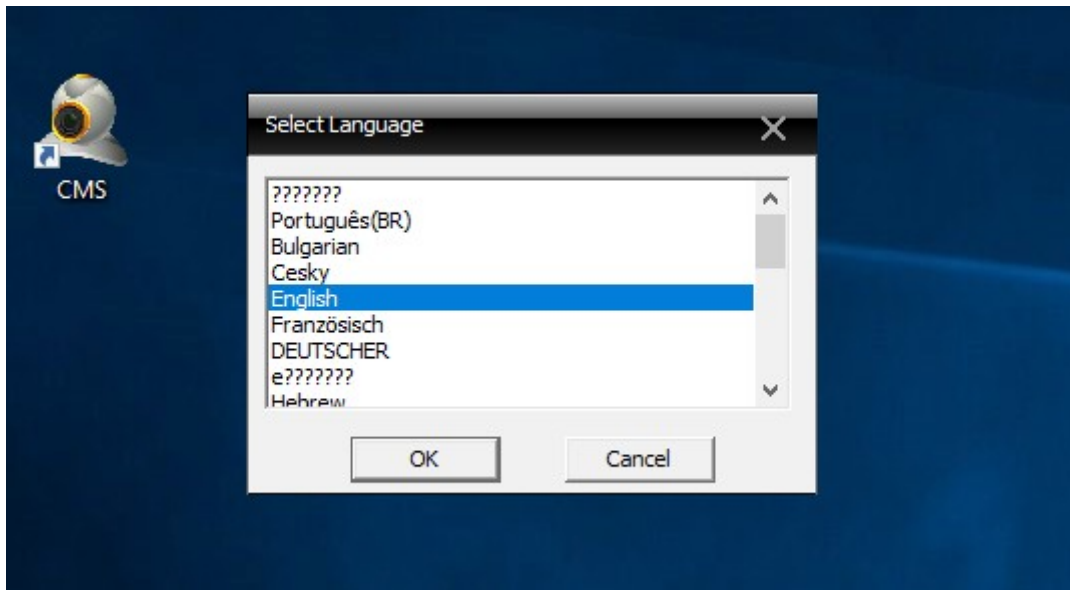 CMS
Select Language
???????
Português(BR)
Bulgarian
Cesky
English
Französisch
DEUTSCHER
e???????
Hebrew
OK
Cancel